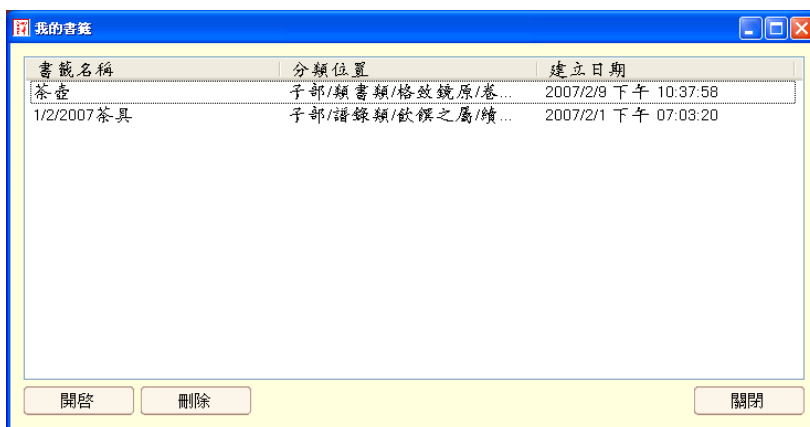 我的書籤
書籤名稱 分類位置 建立日期
茶壺 子部/類書類/格致鏡原/卷... 2007/2/9 下午 10:37:58
1/2/2007茶具 子部/譜錄類/飲饌之屬/續... 2007/2/1 下午 07:03:20
開啓 刪除 關閉